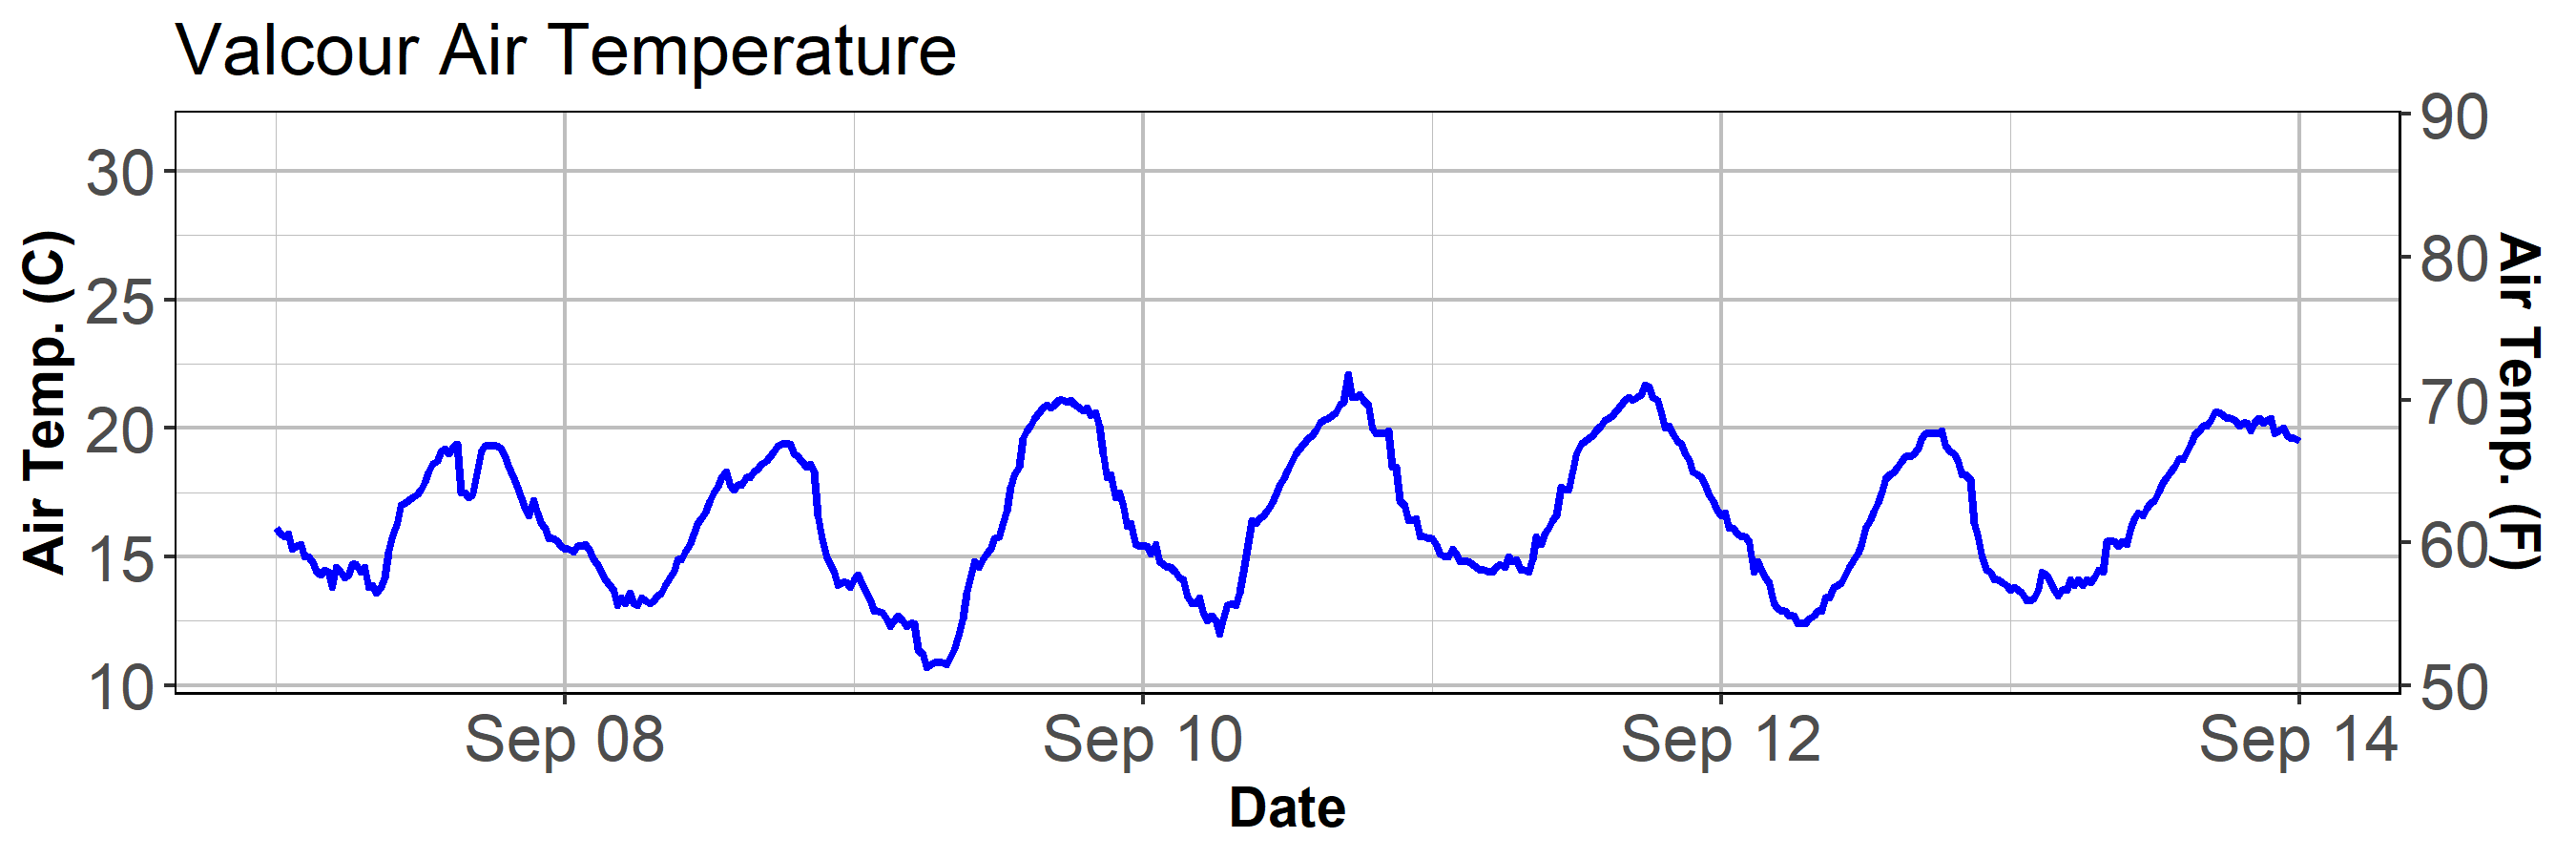 Valcour Air Temperature
Air Temp. (C)
30
25
20
15
10
90
80
70
60
50
Air Temp. (F)
Sep 08
Sep 10
Sep 12
Sep 14
Date